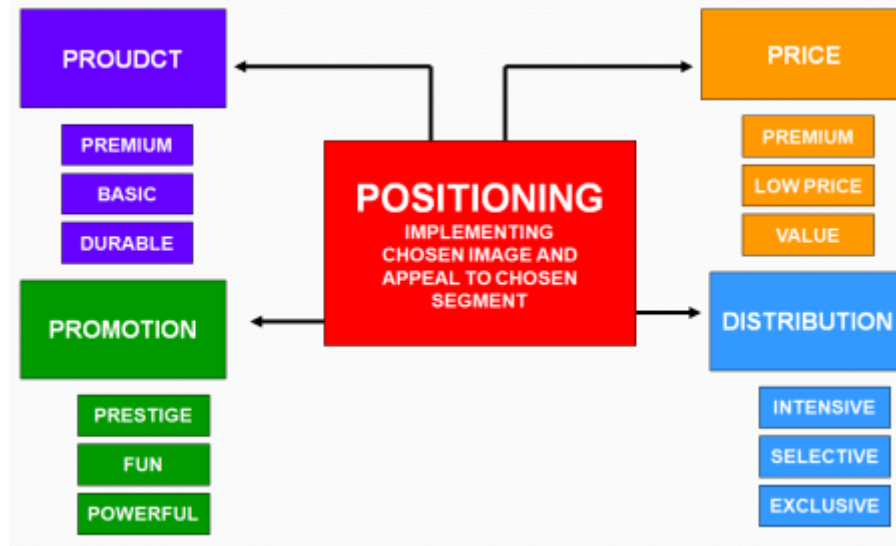 PROUDCT
PREMIUM
BASIC
DURABLE
PRICE
PREMIUM
LOW PRICE
VALUE
POSITIONING
IMPLEMENTING
CHOSEN IMAGE AND
APPEAL TO CHOSEN
SEGMENT
PROMOTION
PRESTIGE
FUN
POWERFUL
DISTRIBUTION
INTENSIVE
SELECTIVE
EXCLUSIVE